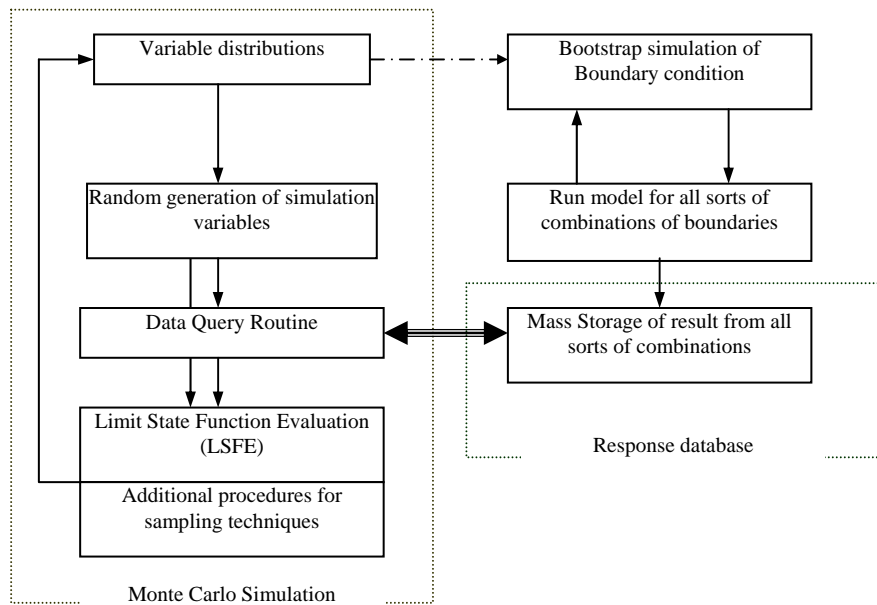 Variable distributions
Bootstrap simulation of
Boundary condition
Random generation of simulation
variables
Run model for all sorts of
combinations of boundaries
Data Query Routine
Mass Storage of result from all
sorts of combinations
Limit State Function Evaluation
(LSFE)
Response database
Additional procedures for
sampling techniques
Monte Carlo Simulation